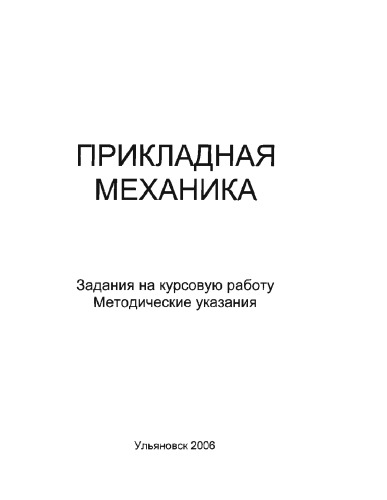 ПРИКЛАДНАЯ
МЕХАНИКА
Задания на курсовую работу
Методические указания
Ульяновск 2006